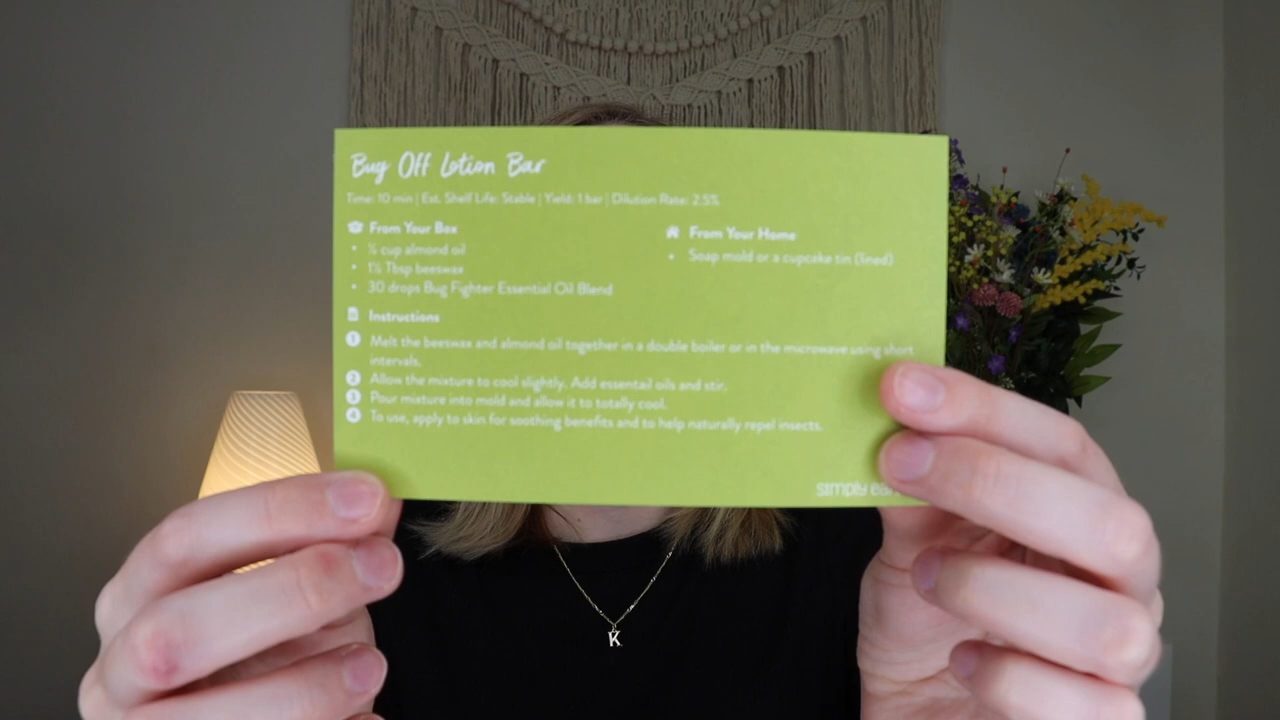 Bug Off Lotion Bar
Time: 10 min | Est. Shelf Life: Stable | Yield: 1 bar | Dilution Rate: 2.5%
From Your Box
• cup almond oil
• Tbsp beeswax
• 30 drops Bug Fighter Essential Oil Blend
From Your Home
• Soap mold or a cupcake tin (lined)
Instructions
1 Melt the beeswax and almond oil together in a double boiler or in the microwave using short
intervals.
2 Allow the mixture to cool slightly. Add essentail oils and stir.
3 Pour mixture into mold and allow it to totally cool.
4 To use, apply to skin for soothing benefits and to help naturally repel insects.
simply
K